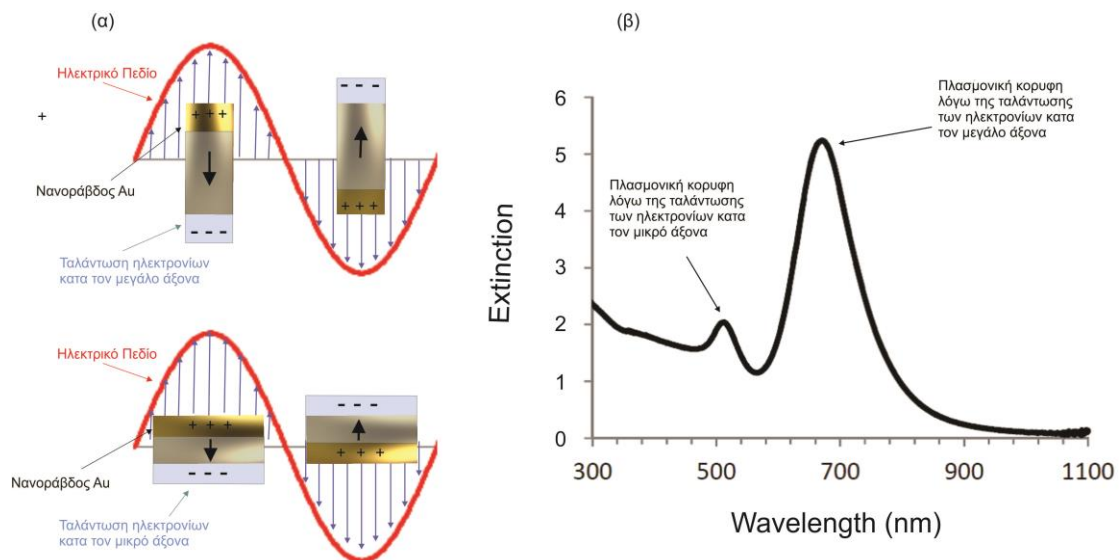 (α)
Ηλεκτρικό Πεδίο
+
+ + +
- - -
Νανοράβδος Au
- - -
+ + +
Ταλάντωση ηλεκτρονίων
κατα τον μεγάλο άξονα
Ηλεκτρικό Πεδίο
+ + +
- - -
Νανοράβδος Au
- - -
+ + +
Ταλάντωση ηλεκτρονίων
κατα τον μικρό άξονα
(β)
Πλασμονική κορυφη
λόγω της ταλάντωσης
των ηλεκτρονίων κατα
τον μεγάλο άξονα
Πλασμονική κορυφη
λόγω της ταλάντωσης
των ηλεκτρονίων κατα
τον μικρό άξονα
Extinction
6
5
4
3
2
1
0
300 500 700 900 1100
Wavelength (nm)